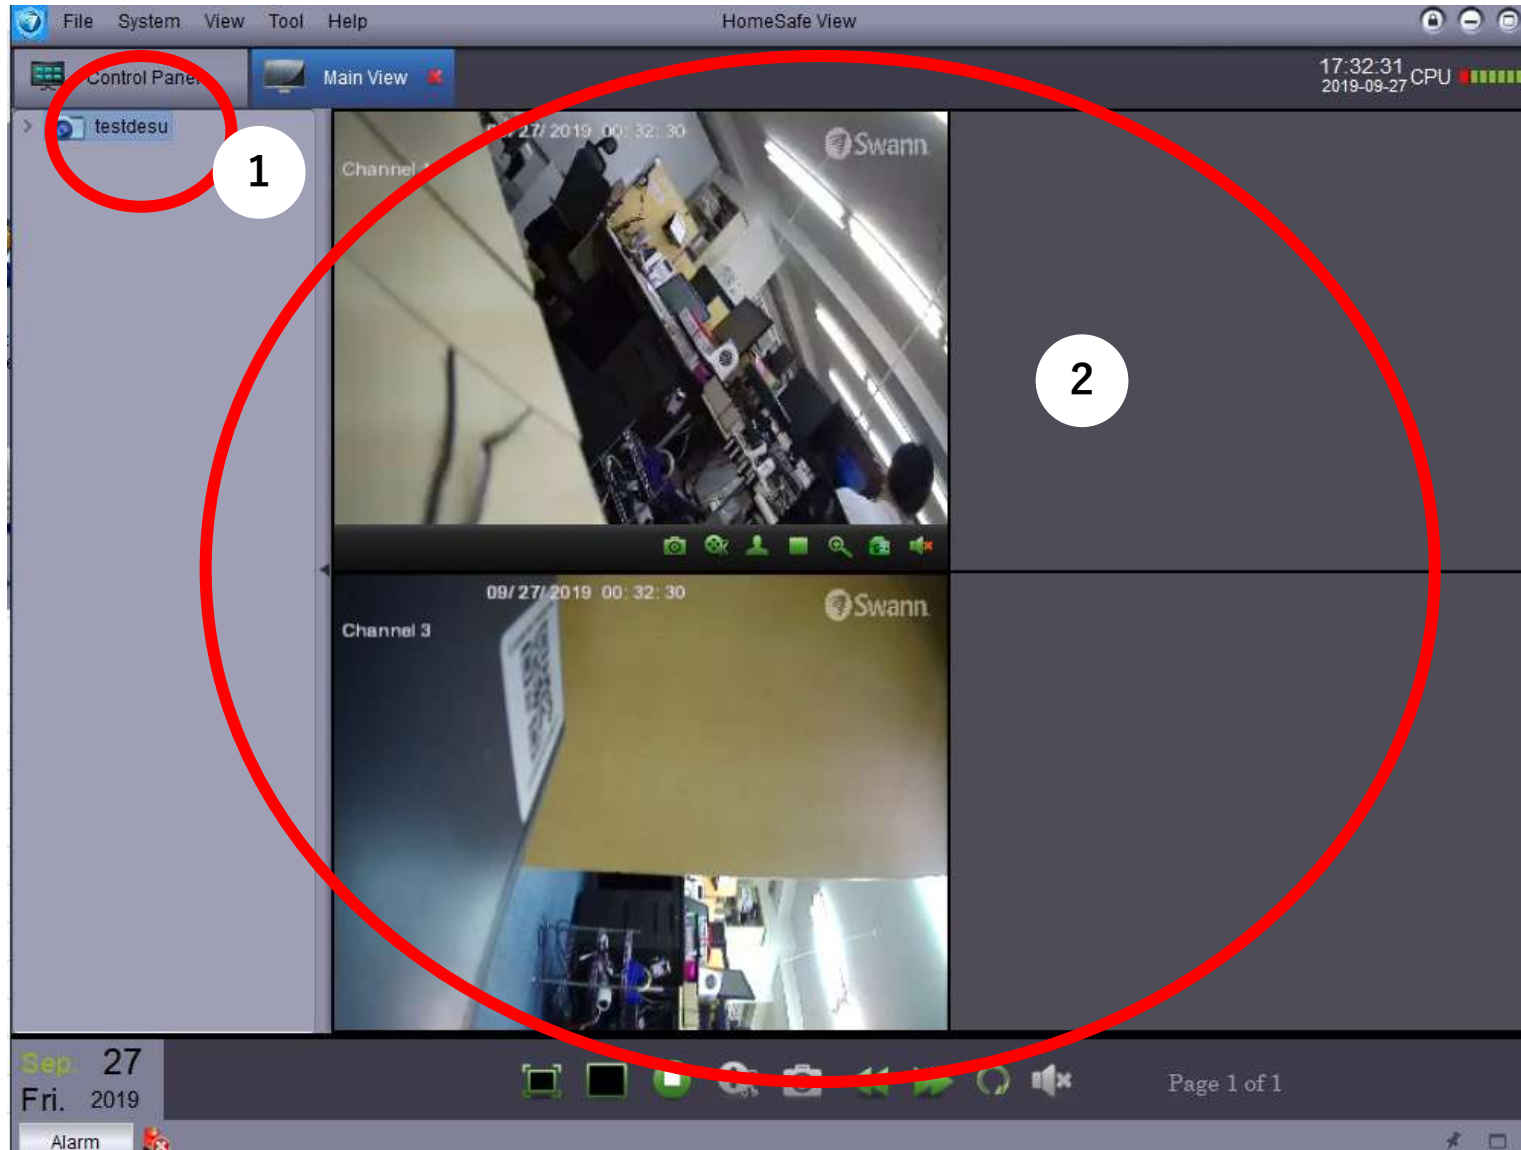 File System View Tool Help HomeSafe View
Control Panel Main View
17:32:31
2019-09-27 CPU
testdesu
1
27/2019 00:32:30
Swann
Channel
2
09/27/2019 00:32:30
Swann
Channel 3
Sep. 27
Fri. 2019
Page 1 of 1
Alarm